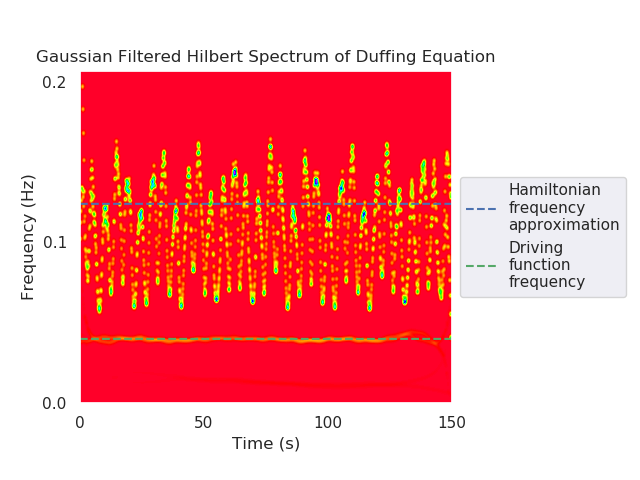 Gaussian Filtered Hilbert Spectrum of Duffing Equation
0.2
0.1
0.0
Frequency (Hz)
0
50
100
150
Time (s)
Hamiltonian
frequency
approximation
Driving
function
frequency